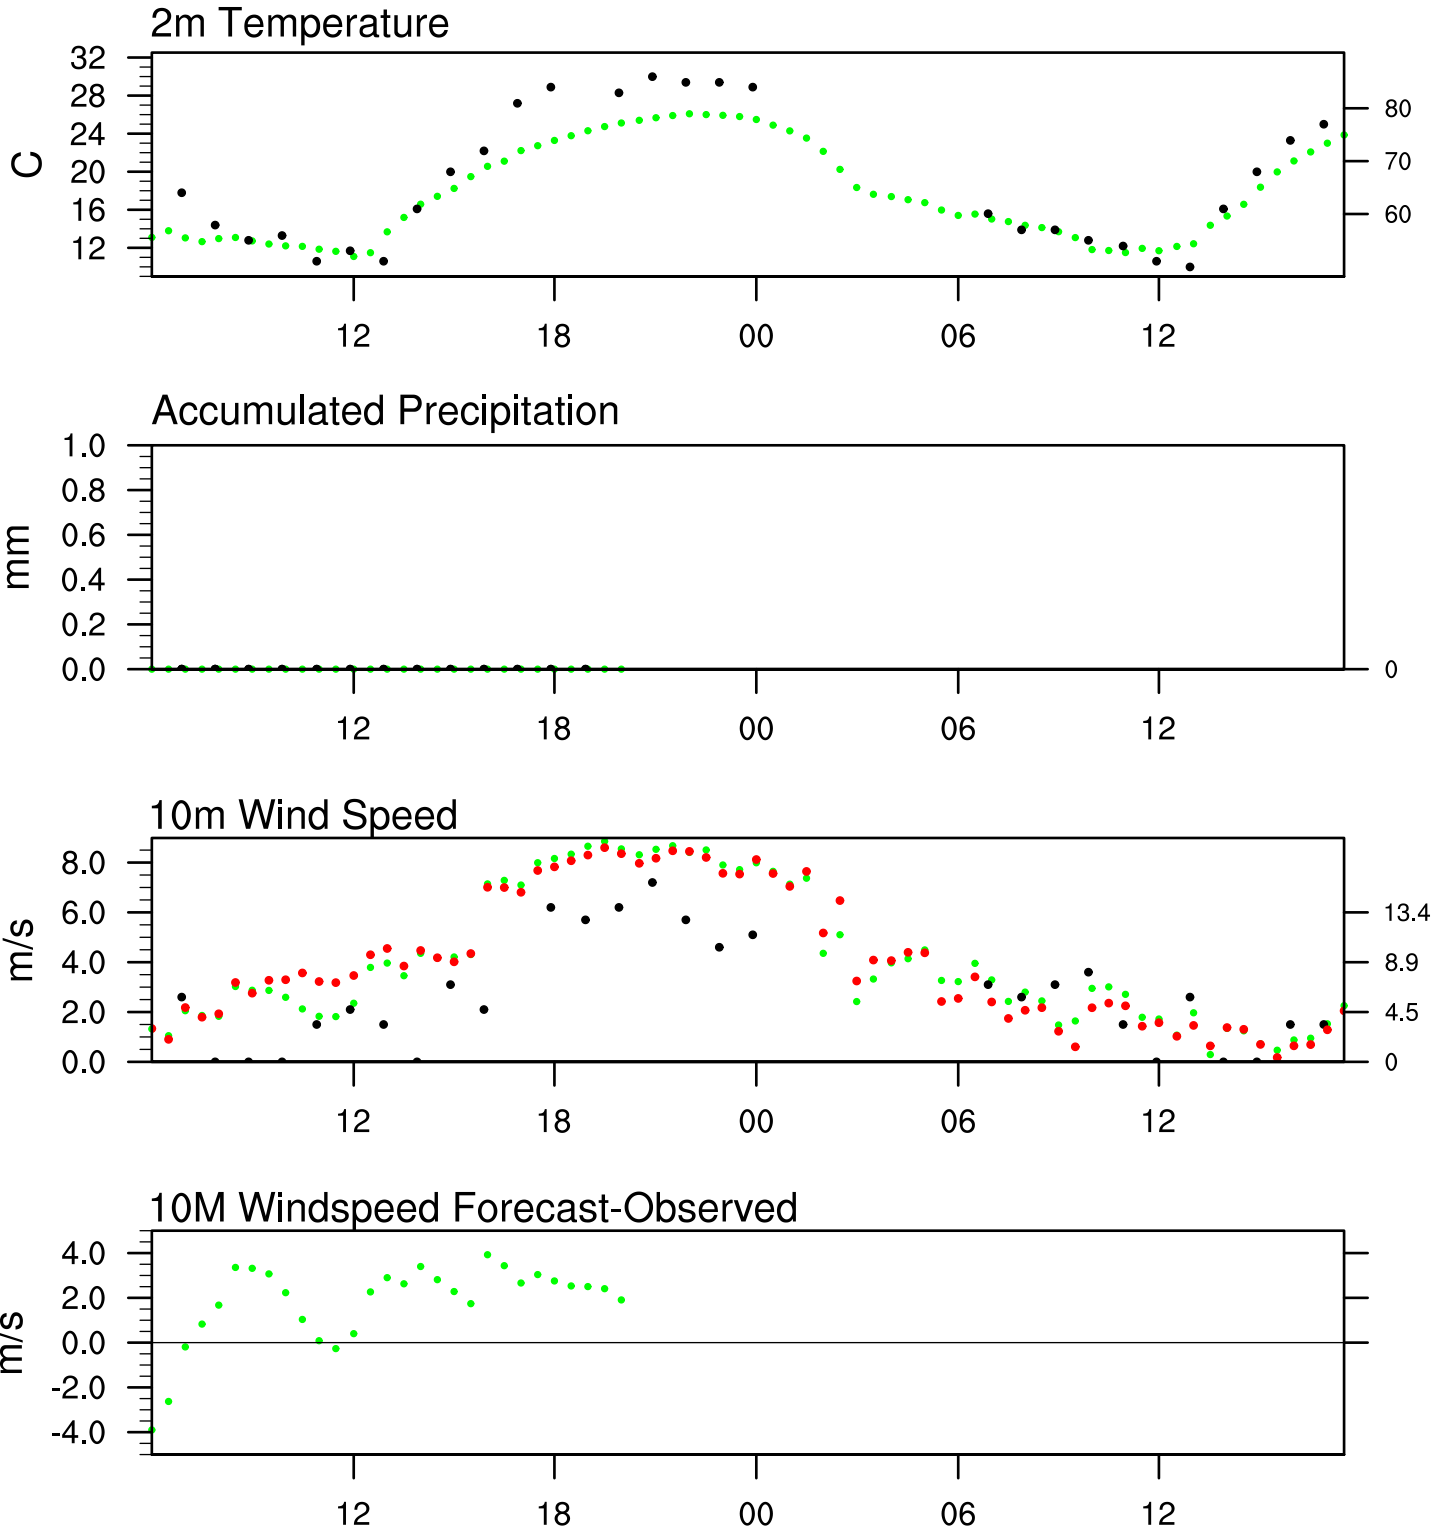 2m Temperature
32
28
24
20
16
12
C
80
70
60
12 18 00 06 12
Accumulated Precipitation
1.0
0.8
0.6
0.4
0.2
0.0
mm
0
12 18 00 06 12
10m Wind Speed
8.0
6.0
4.0
2.0
0.0
m/s
13.4
8.9
4.5
0
12 18 00 06 12
10M Windspeed Forecast-Observed
4.0
2.0
0.0
-2.0
-4.0
m/s
12 18 00 06 12